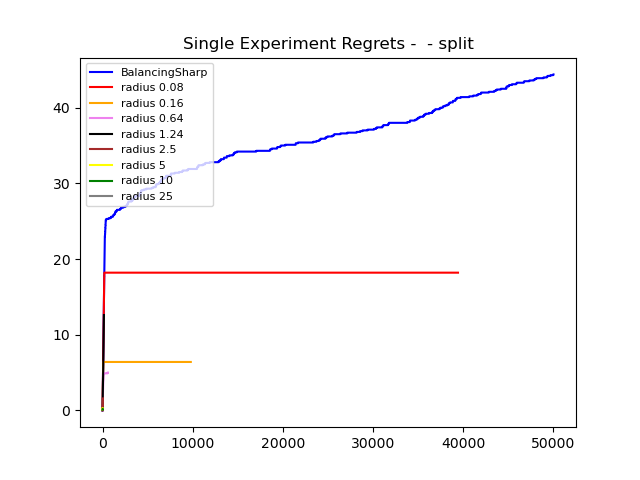 Single Experiment Regrets -  - split
BalancingSharp
radius 0.08
radius 0.16
radius 0.64
radius 1.24
radius 2.5
radius 5
radius 10
radius 25
40
30
20
10
0
0 10000 20000 30000 40000 50000